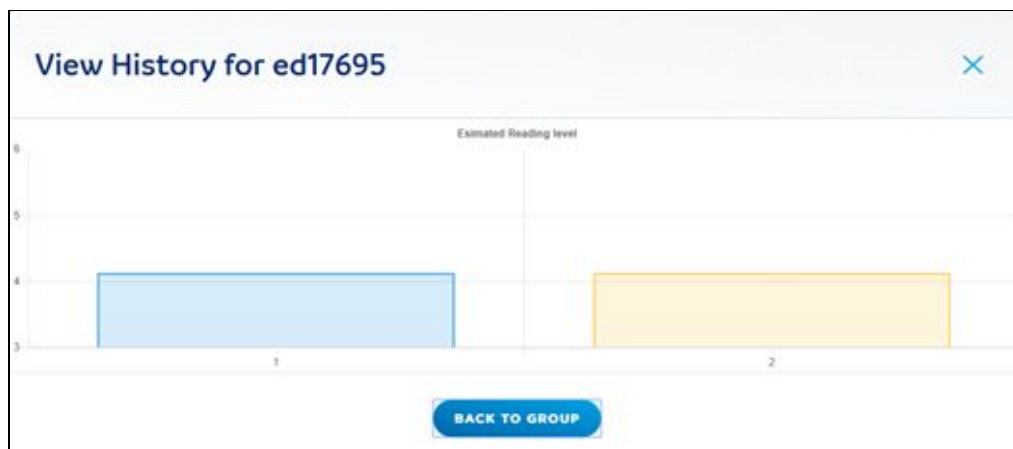 View History for ed17695
Esimated Reading level
6
5
4
3
1 2
BACK TO GROUP